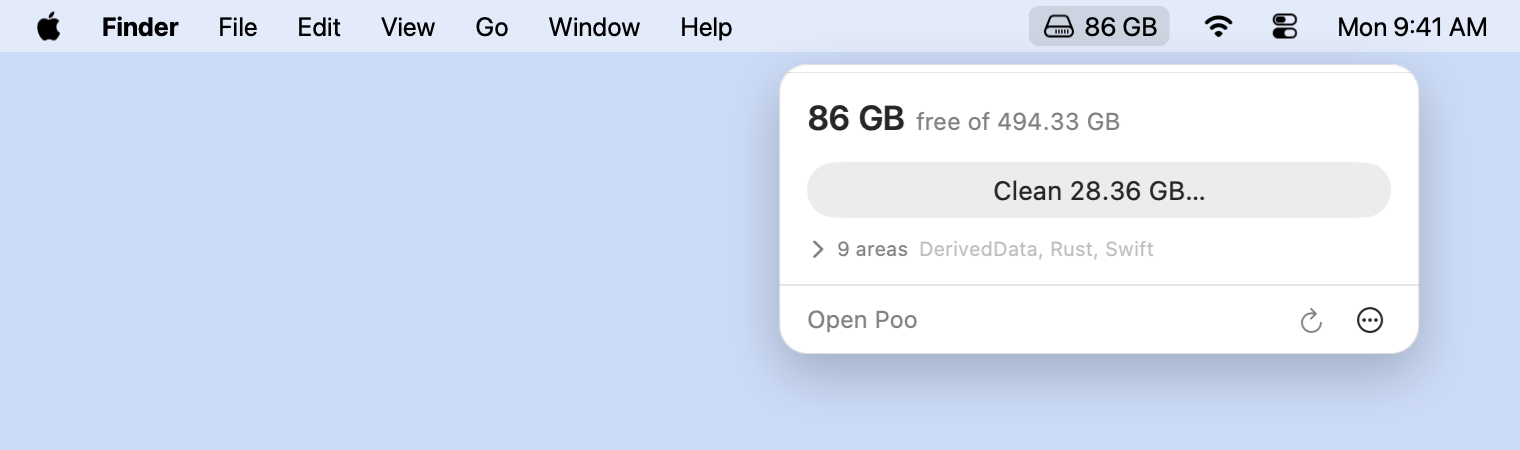 Finder File Edit View Go Window Help 86 GB Mon 9:41 AM
86 GB free of 494.33 GB
Clean 28.36 GB...
9 areas DerivedData, Rust, Swift
Open Poo